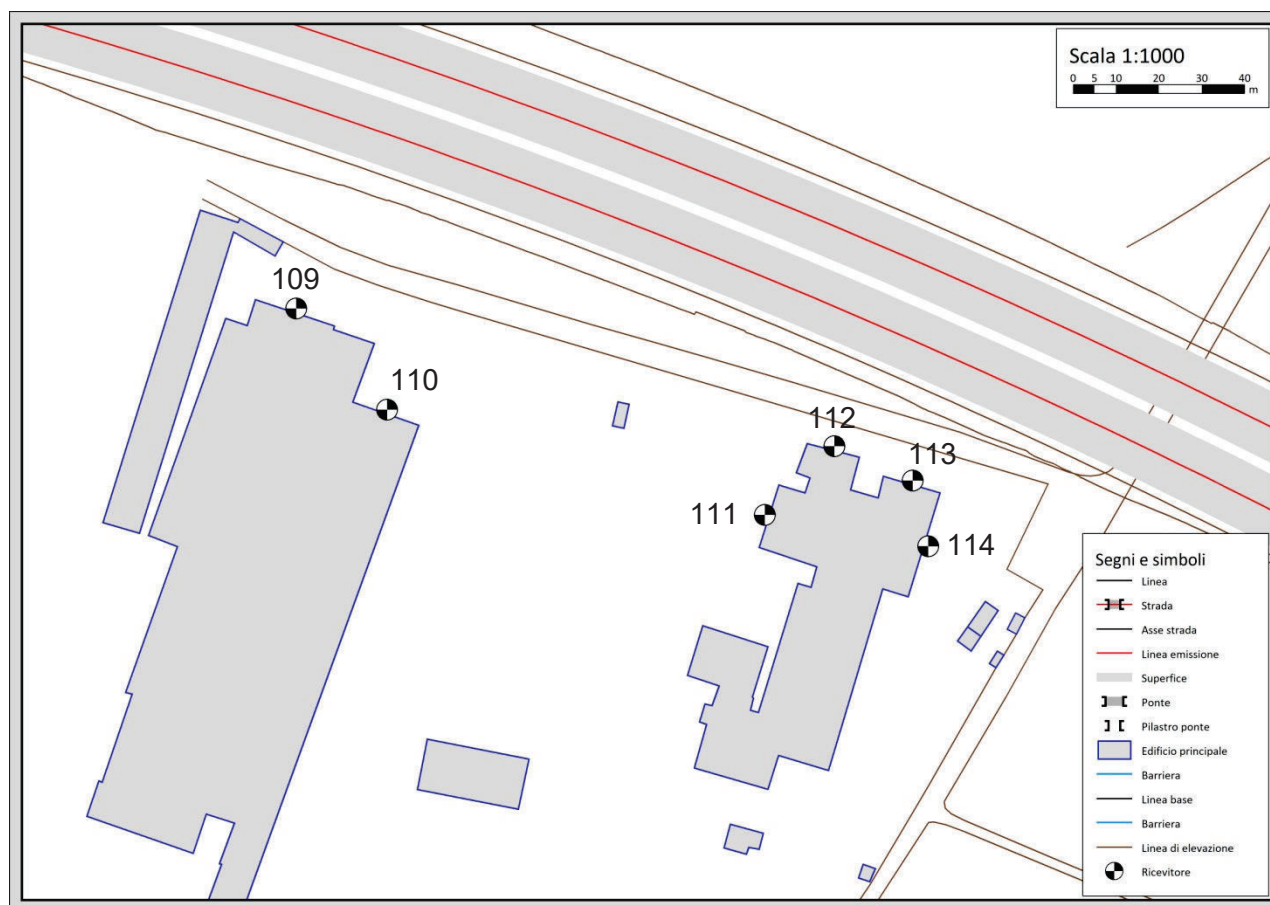 Scala 1:1000
0 5 10 20 30 40
m
109
110
112
113
111
114
Segni e simboli
Linea
Strada
Asse strada
Linea emissione
Superfice
Ponte
Pilastro ponte
Edificio principale
Barriera
Linea base
Barriera
Linea di elevazione
Ricevitore